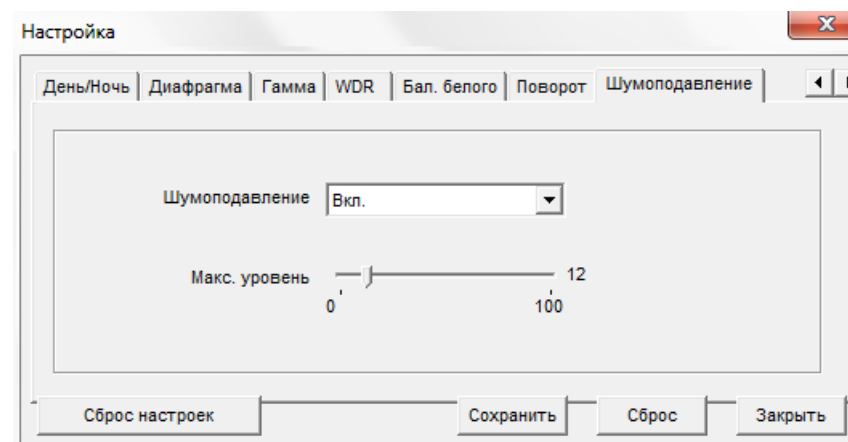 Настройка
День/Ночь Диафрагма Гамма WDR Бал. белого Поворот Шумоподавление
Шумоподавление Вкл.
Макс. уровень 12
0 100
Сброс настроек Сохранить Сброс Закрыть